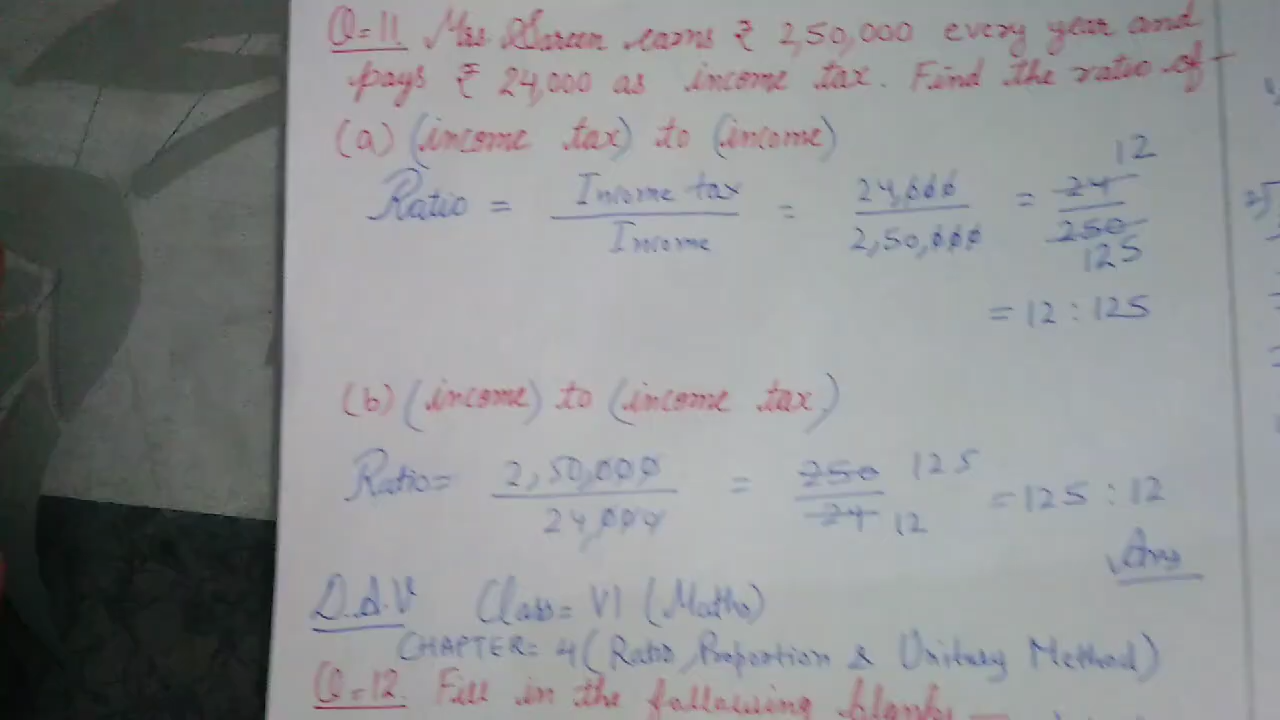 Q=11. Mrs Sareen earns ₹ 2,50,000 every year and
pays ₹ 24,000 as income tax. Find the ratio of -
(a) (income tax) to (income)
Ratio = Income tax / Income = 24,000 / 2,50,000 = 24 / 250 12 125
= 12 : 125
(b) (income) to (income tax)
Ratio = 2,50,000 / 24,000 = 250 / 24 125 12 = 125 : 12
Ans
D.A.V Class = VI (Maths)
CHAPTER = 4 (Ratio, Proportion & Unitary Method)
Q=12. Fill in the following blanks —